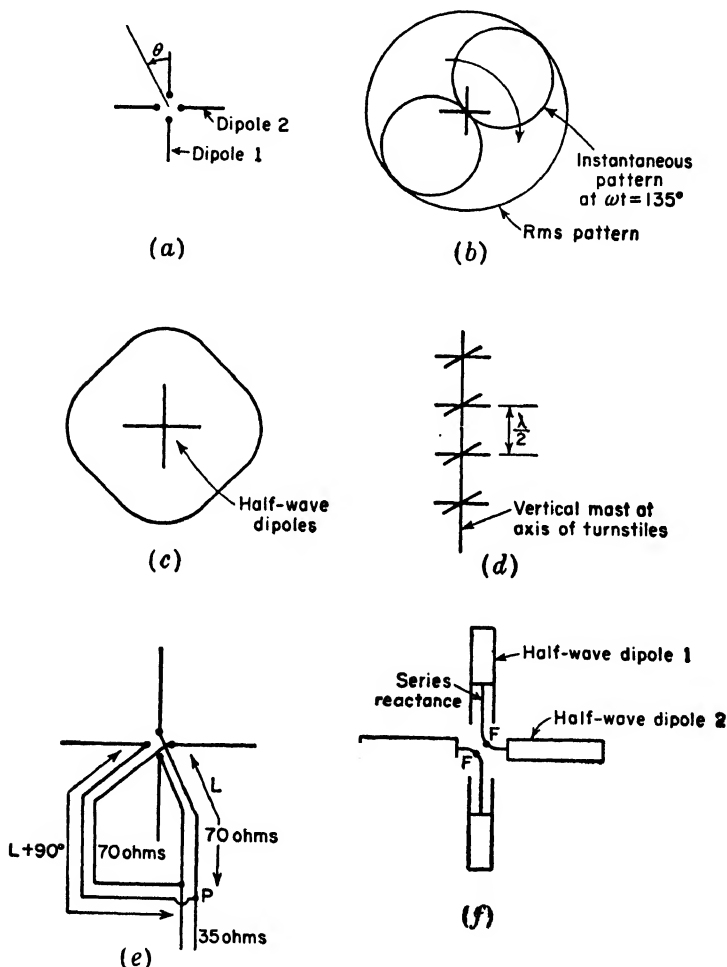 θ
Dipole 2
Dipole 1
(a)
Instantaneous
pattern
at ωt=135°
Rms pattern
(b)
Half-wave
dipoles
(c)
λ
2
Vertical mast at
axis of turnstiles
(d)
L
L+90°
70 ohms
70 ohms
P
35 ohms
(e)
Half-wave dipole 1
Series
reactance
Half-wave dipole 2
F
F
(f)